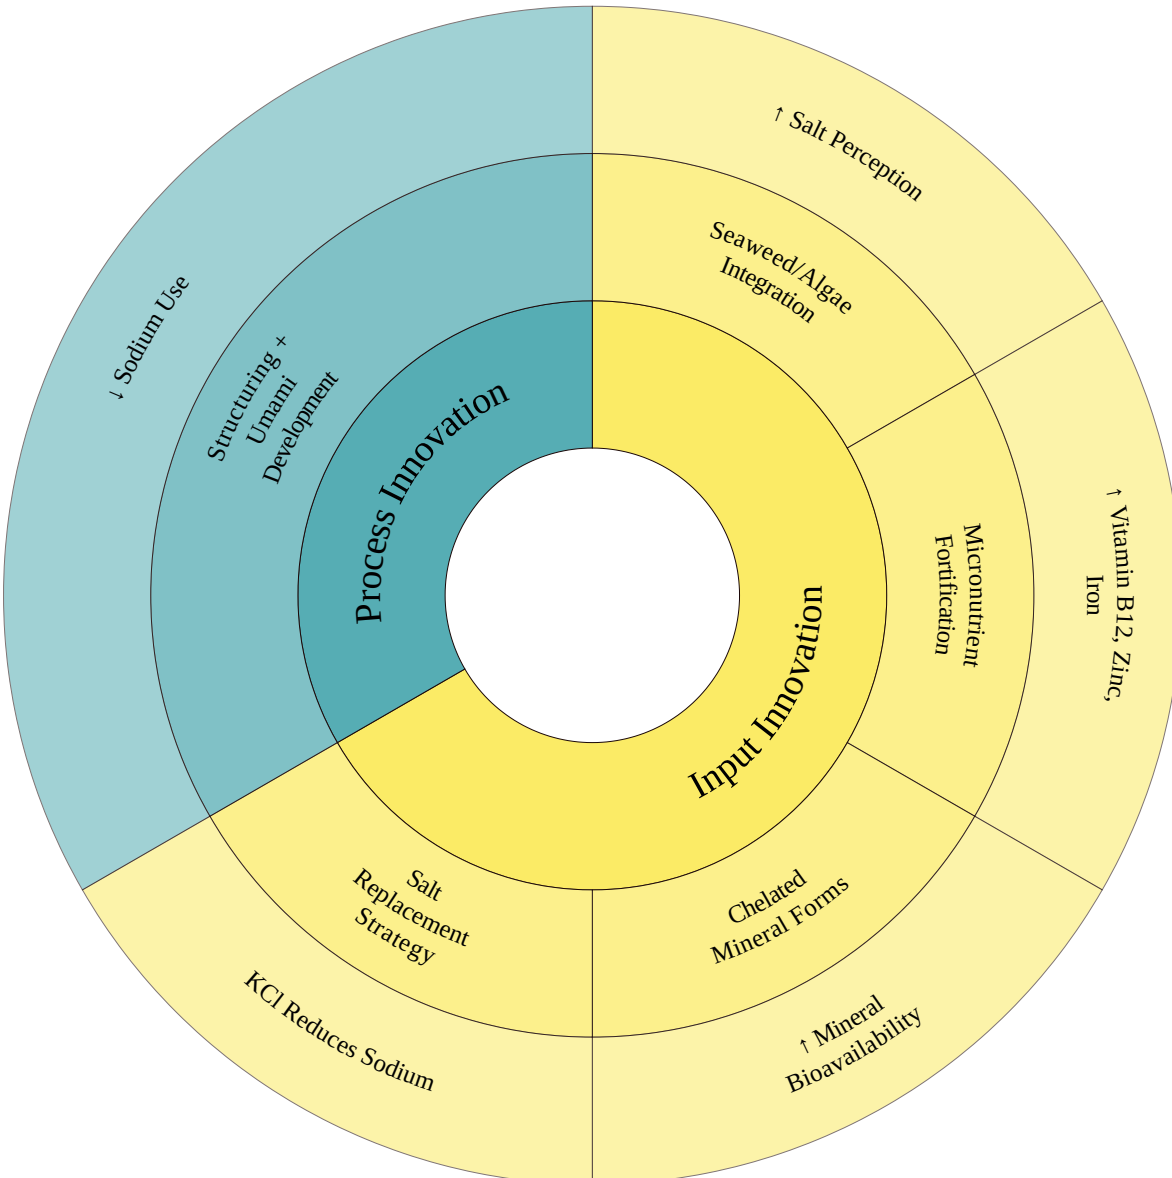 ↑ Salt Perception
Seaweed/Algae
Integration
↑ Vitamin B12, Zinc,
Iron
Micronutrient
Fortification
Input Innovation
Chelated
Mineral Forms
↑ Mineral
Bioavailability
Salt
Replacement
Strategy
KCl Reduces Sodium
Process Innovation
Structuring +
Umami
Development
↓ Sodium Use